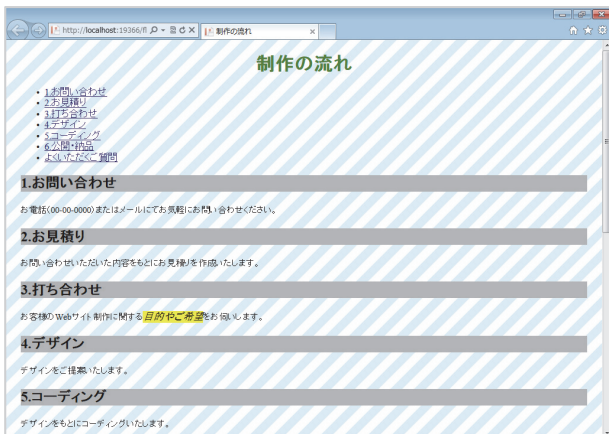 http://localhost:19366/fl
制作の流れ
制作の流れ
1.お問い合わせ
2.お見積り
3.打ち合わせ
4.デザイン
5.コーディング
6.公開・納品
よくいただくご質問
1.お問い合わせ
お電話(00-00-0000)またはメールにてお気軽にお問い合わせください。
2.お見積り
お問い合わせいただいた内容をもとにお見積りを作成いたします。
3.打ち合わせ
お客様のWebサイト制作に関する目的やご希望をお伺いします。
4.デザイン
デザインをご提案いたします。
5.コーディング
デザインをもとにコーディングいたします。